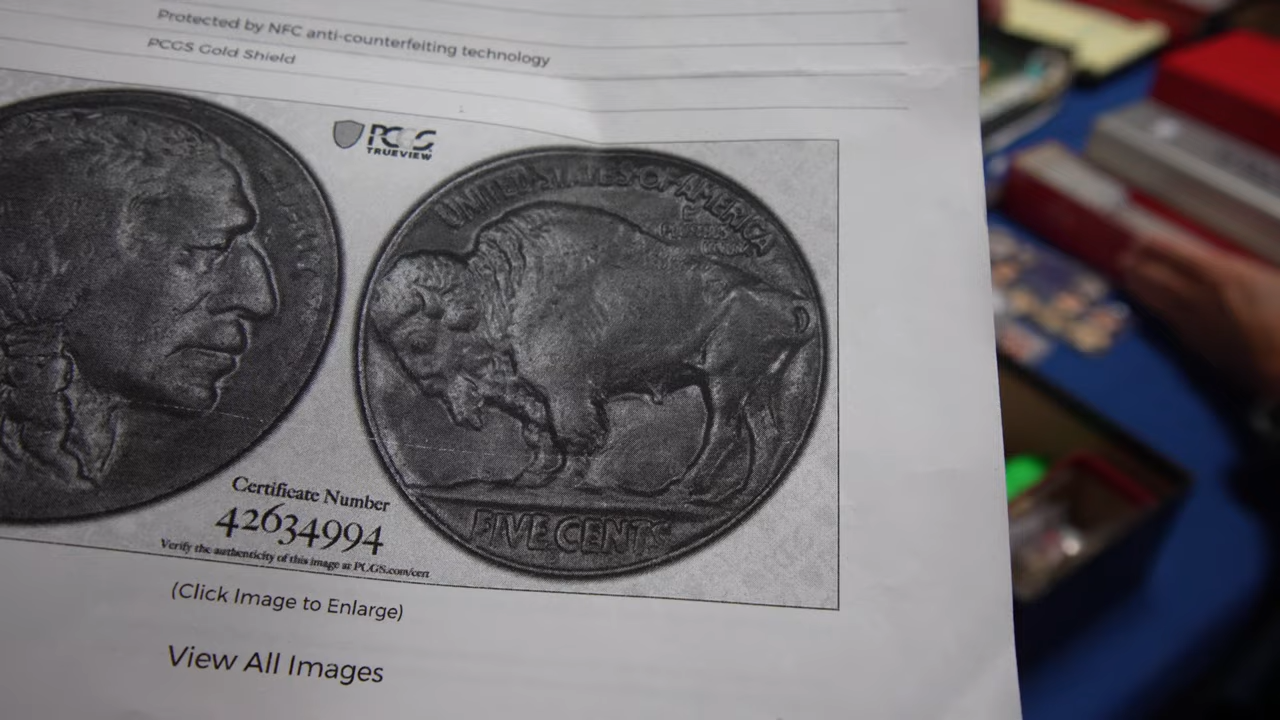 Protected by NFC anti-counterfeiting technology
PCGS Gold Shield
PCGS
TRUEVIEW
UNITED STATES OF AMERICA
FIVE CENTS
Certificate Number
42634994
Verify the authenticity of this image at PCGS.com/cert
(Click Image to Enlarge)
View All Images